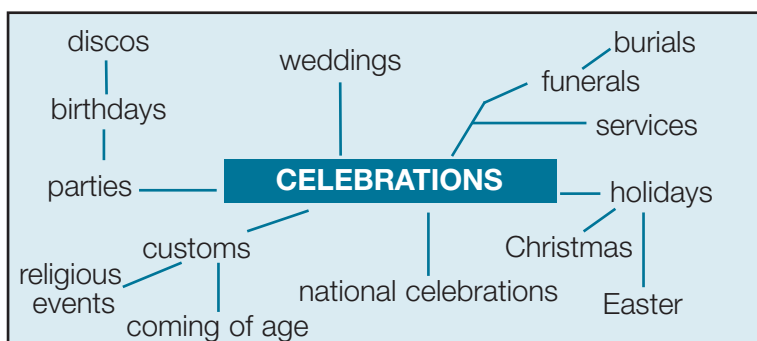 discos
weddings
burials
funerals
birthdays
services
parties
CELEBRATIONS
holidays
customs
Christmas
religious
events
national celebrations
Easter
coming of age